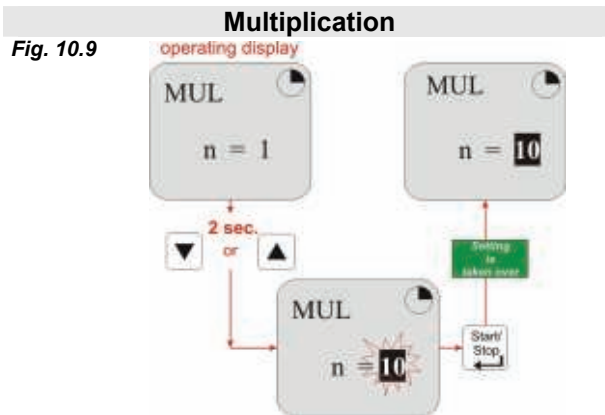 Multiplication
Fig. 10.9
operating display
MUL
n = 1
2 sec.
or
MUL
n = 10
Start/
Stop
Setting
is
taken over
MUL
n = 10